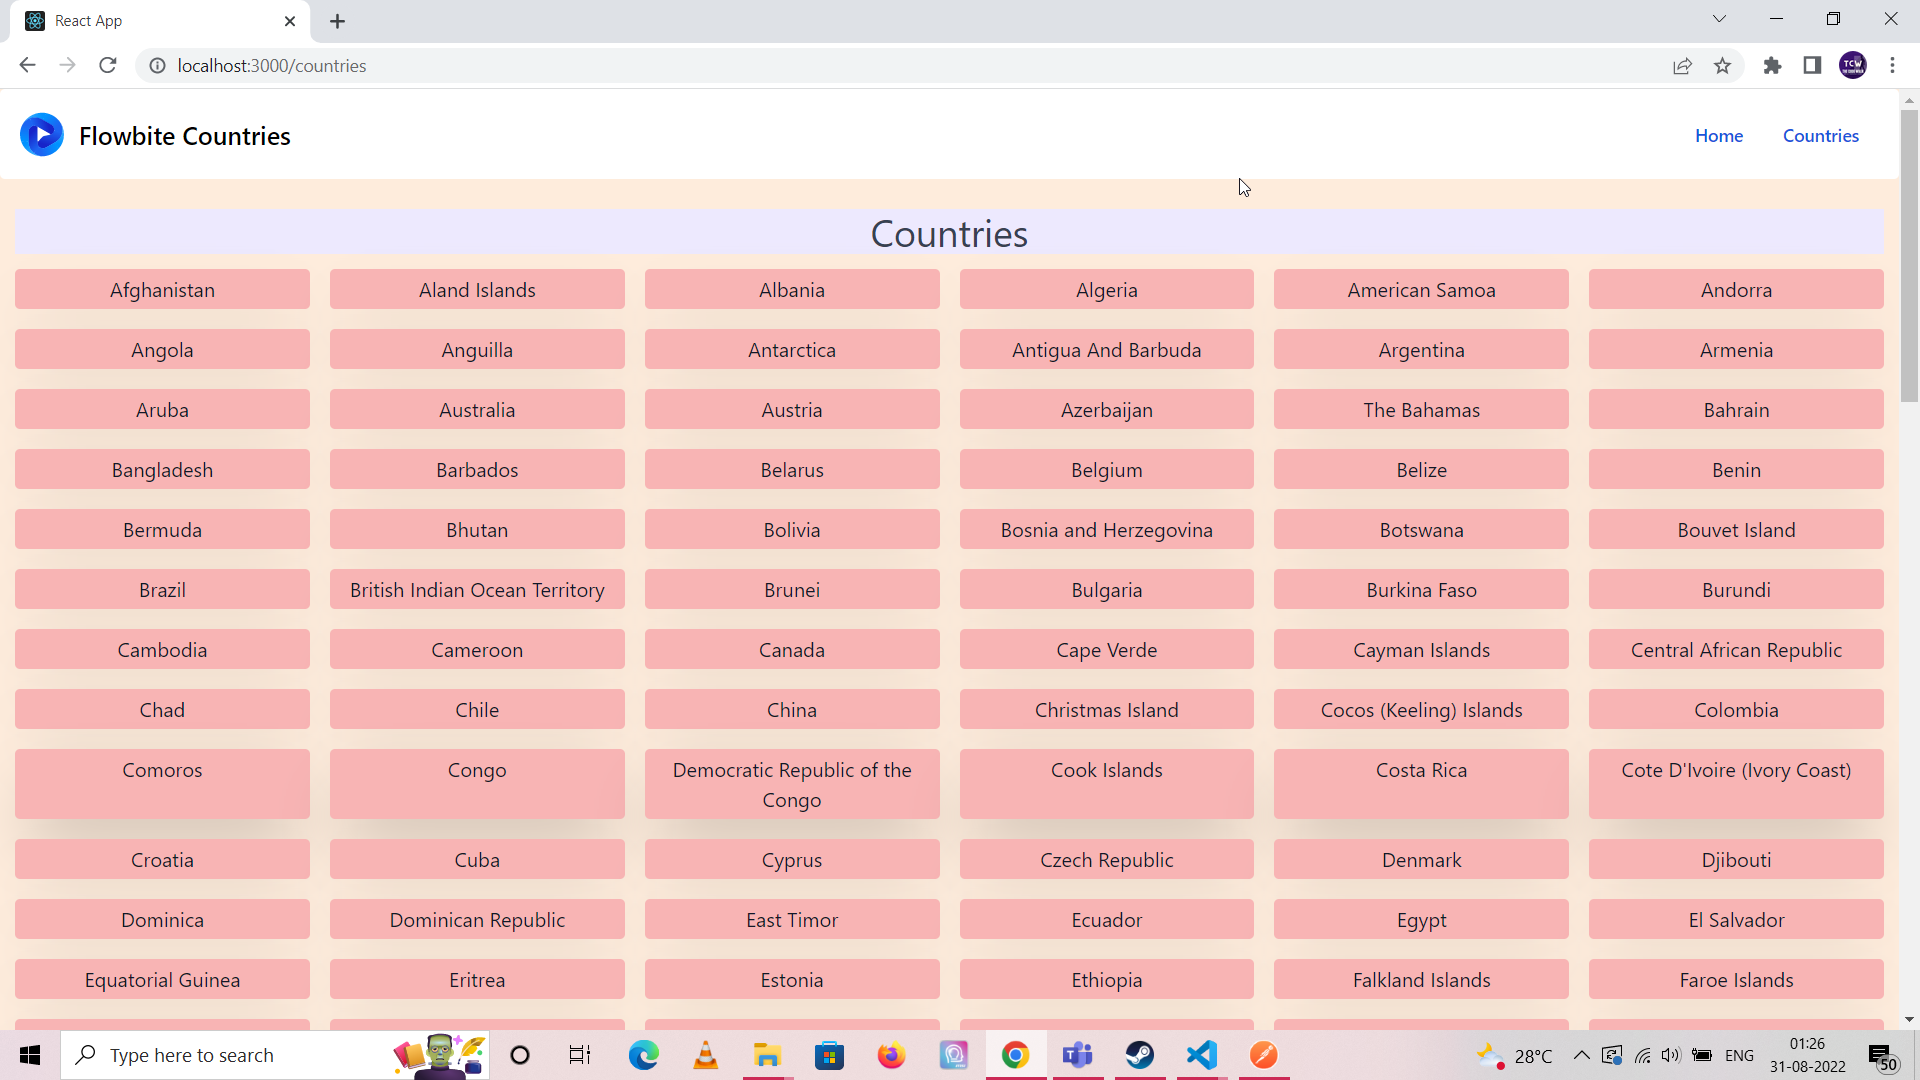 React App
localhost:3000/countries
TCW
Flowbite Countries
Home
Countries
Countries
Afghanistan
Aland Islands
Albania
Algeria
American Samoa
Andorra
Angola
Anguilla
Antarctica
Antigua And Barbuda
Argentina
Armenia
Aruba
Australia
Austria
Azerbaijan
The Bahamas
Bahrain
Bangladesh
Barbados
Belarus
Belgium
Belize
Benin
Bermuda
Bhutan
Bolivia
Bosnia and Herzegovina
Botswana
Bouvet Island
Brazil
British Indian Ocean Territory
Brunei
Bulgaria
Burkina Faso
Burundi
Cambodia
Cameroon
Canada
Cape Verde
Cayman Islands
Central African Republic
Chad
Chile
China
Christmas Island
Cocos (Keeling) Islands
Colombia
Comoros
Congo
Democratic Republic of the
Congo
Cook Islands
Costa Rica
Cote D'Ivoire (Ivory Coast)
Croatia
Cuba
Cyprus
Czech Republic
Denmark
Djibouti
Dominica
Dominican Republic
East Timor
Ecuador
Egypt
El Salvador
Equatorial Guinea
Eritrea
Estonia
Ethiopia
Falkland Islands
Faroe Islands
Type here to search
28°C
ENG
01:26
31-08-2022
50